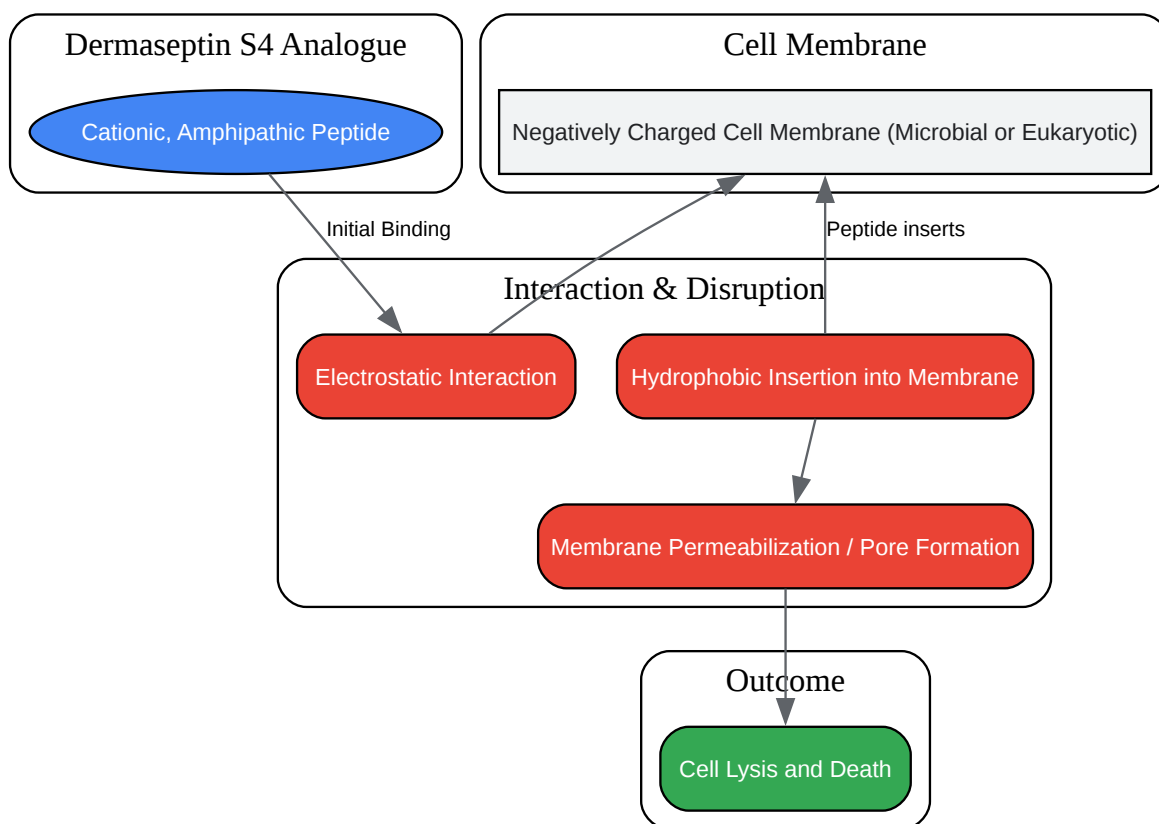 Dermaseptin S4 Analogue
Cell Membrane
Cationic, Amphipathic Peptide
Negatively Charged Cell Membrane (Microbial or Eukaryotic)
Initial Binding
Peptide inserts
Interaction & Disruption
Electrostatic Interaction
Hydrophobic Insertion into Membrane
Membrane Permeabilization / Pore Formation
Outcome
Cell Lysis and Death